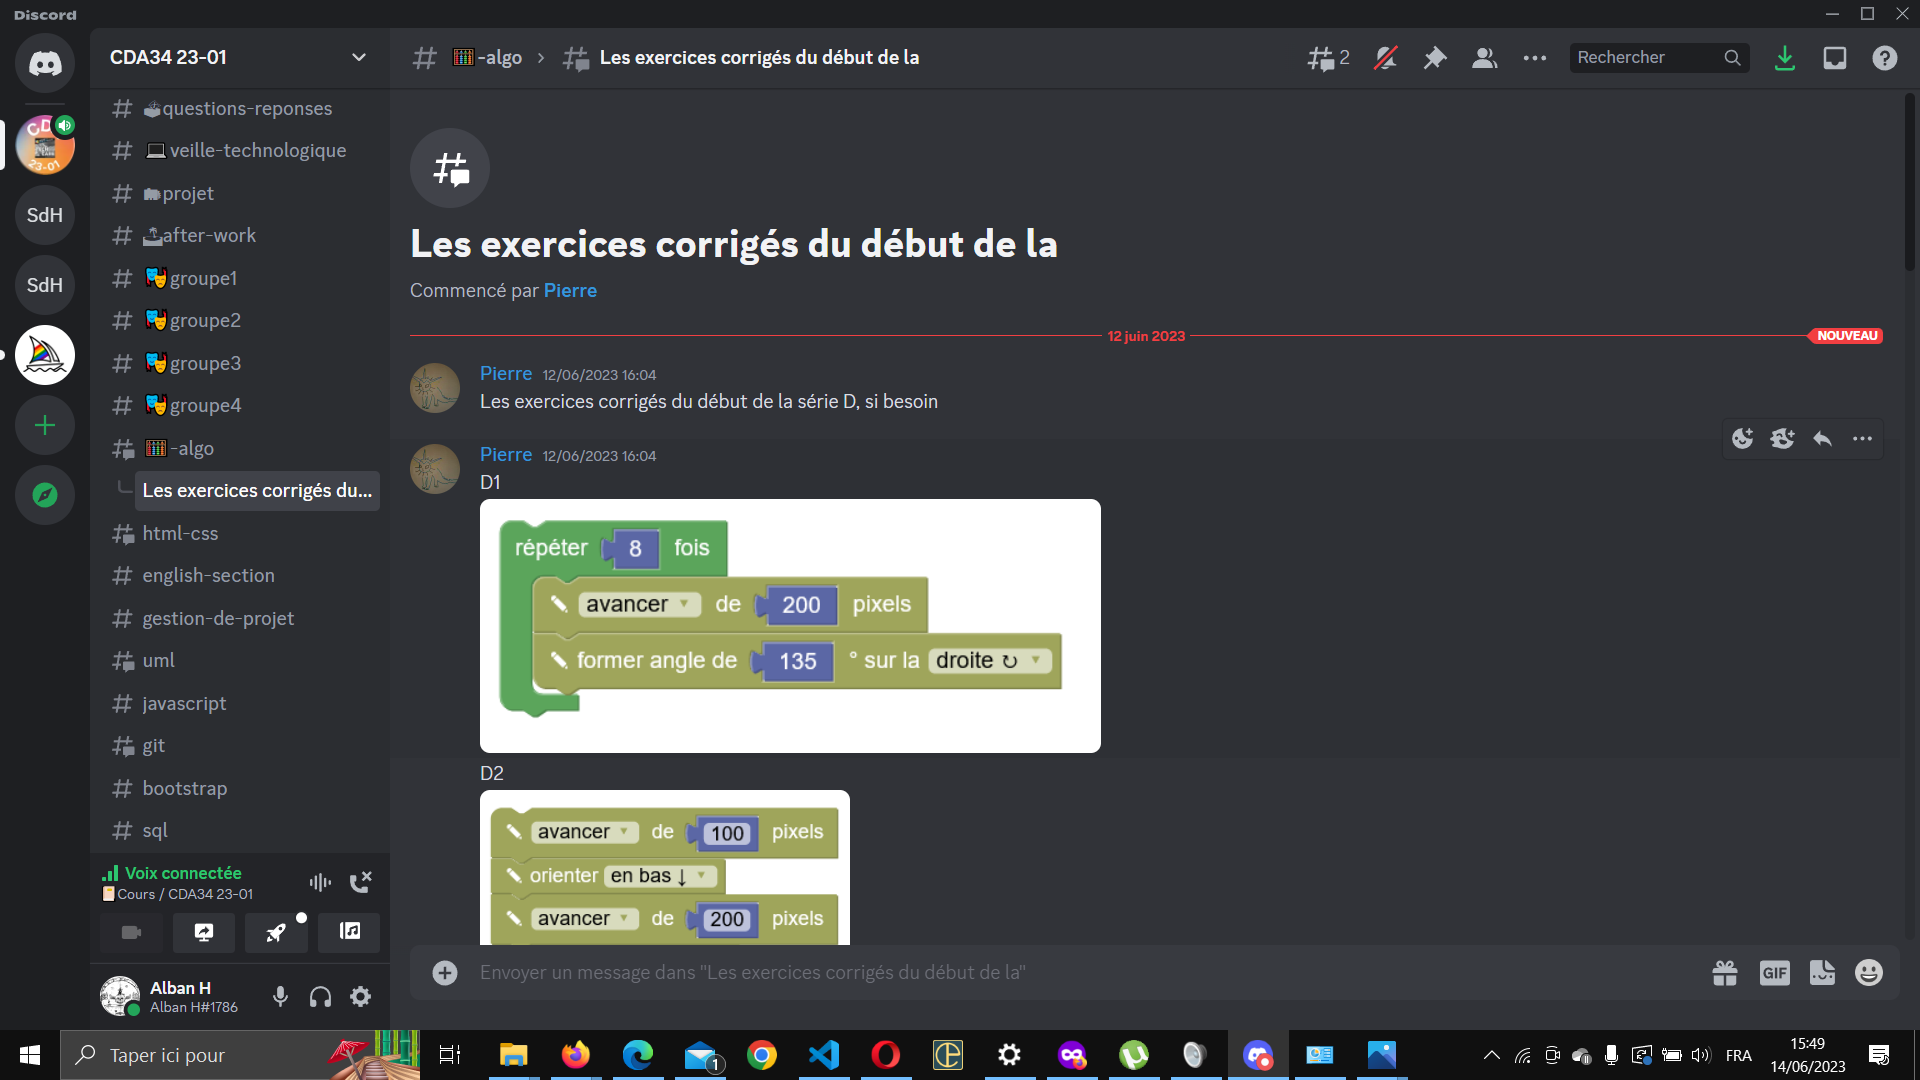 Discord
CDA34 23-01
-algo
Les exercices corrigés du début de la
2
Rechercher
questions-reponses
veille-technologique
projet
after-work
groupe1
groupe2
groupe3
groupe4
-algo
Les exercices corrigés du...
html-css
english-section
gestion-de-projet
uml
javascript
git
bootstrap
sql
CD
23-01
SdH
SdH
Voix connectée
Cours / CDA34 23-01
Alban H
Alban H#1786
Les exercices corrigés du début de la
Commencé par Pierre
12 juin 2023
NOUVEAU
Pierre 12/06/2023 16:04
Les exercices corrigés du début de la série D, si besoin
Pierre 12/06/2023 16:04
D1
répéter 8 fois
avancer de 200 pixels
former angle de 135 ° sur la droite ↻
D2
avancer de 100 pixels
orienter en bas ↓
avancer de 200 pixels
Envoyer un message dans "Les exercices corrigés du début de la"
GIF
Taper ici pour
1
FRA
15:49
14/06/2023